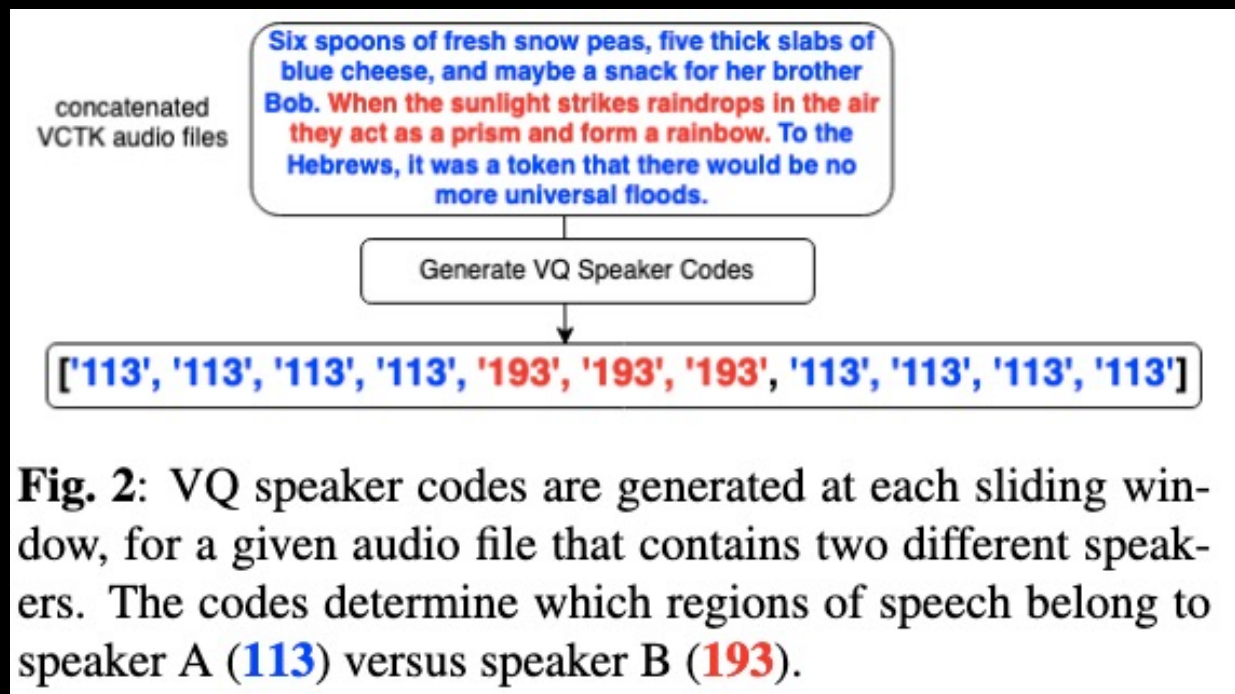 concatenated
VCTK audio files
Six spoons of fresh snow peas, five thick slabs of
blue cheese, and maybe a snack for her brother
Bob. When the sunlight strikes raindrops in the air
they act as a prism and form a rainbow. To the
Hebrews, it was a token that there would be no
more universal floods.
Generate VQ Speaker Codes
['113', '113', '113', '113', '193', '193', '193', '113', '113', '113', '113']
Fig. 2: VQ speaker codes are generated at each sliding win-
dow, for a given audio file that contains two different speak-
ers. The codes determine which regions of speech belong to
speaker A (113) versus speaker B (193).